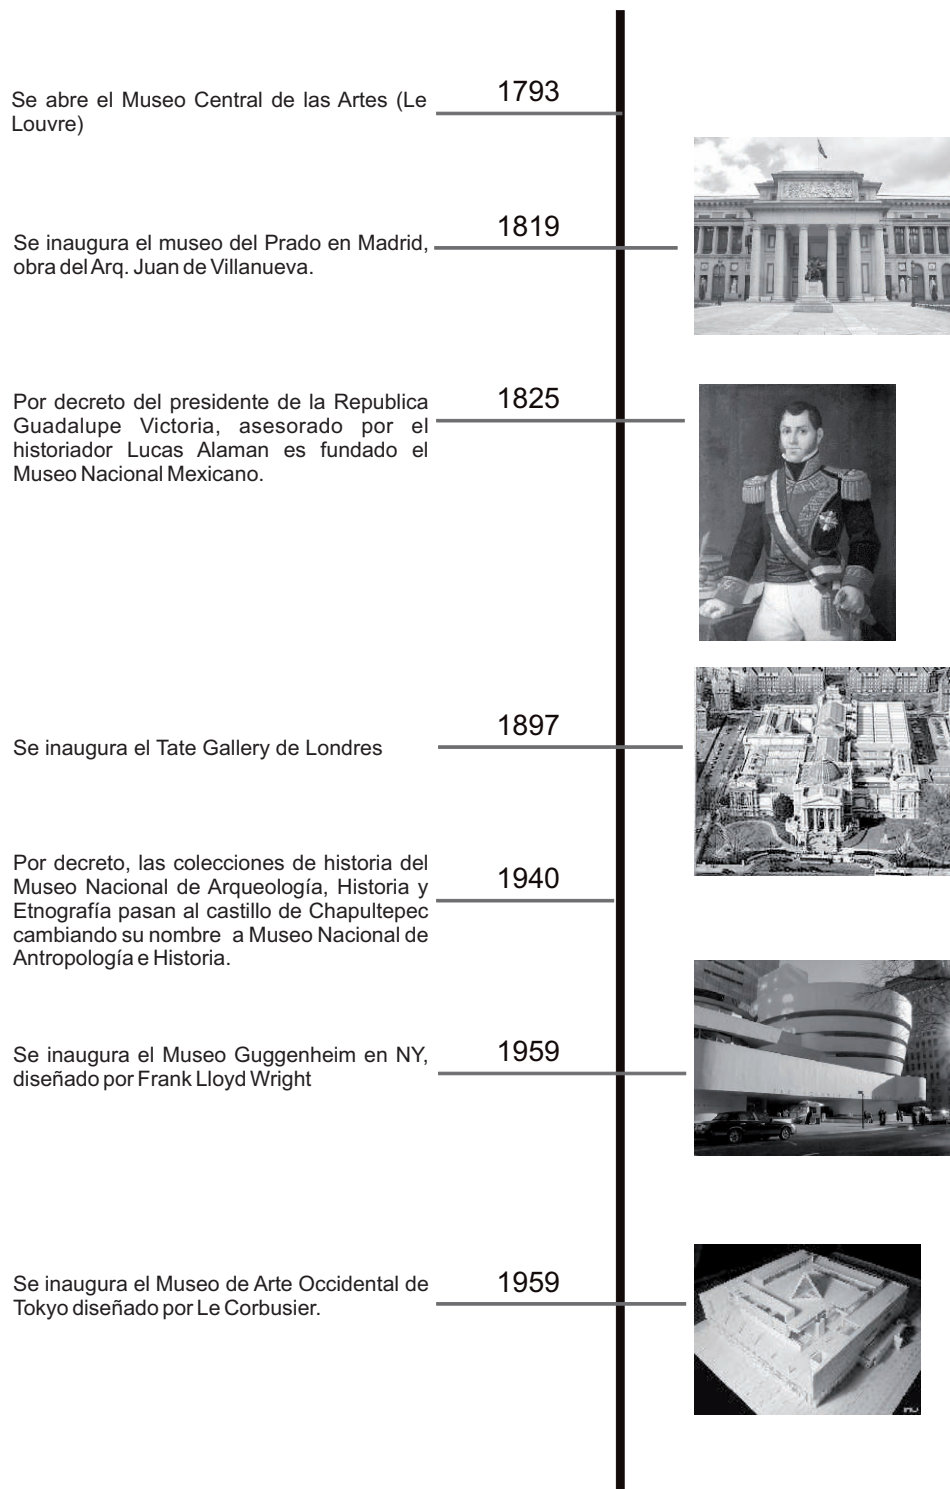 Se abre el Museo Central de las Artes (Le
Louvre)
1793
Se inaugura el museo del Prado en Madrid,
obra del Arq. Juan de Villanueva.
1819
Por decreto del presidente de la Republica
Guadalupe Victoria, asesorado por el
historiador Lucas Alaman es fundado el
Museo Nacional Mexicano.
1825
Se inaugura el Tate Gallery de Londres
1897
Por decreto, las colecciones de historia del
Museo Nacional de Arqueología, Historia y
Etnografía pasan al castillo de Chapultepec
cambiando su nombre a Museo Nacional de
Antropología e Historia.
1940
Se inaugura el Museo Guggenheim en NY,
diseñado por Frank Lloyd Wright
1959
Se inaugura el Museo de Arte Occidental de
Tokyo diseñado por Le Corbusier.
1959